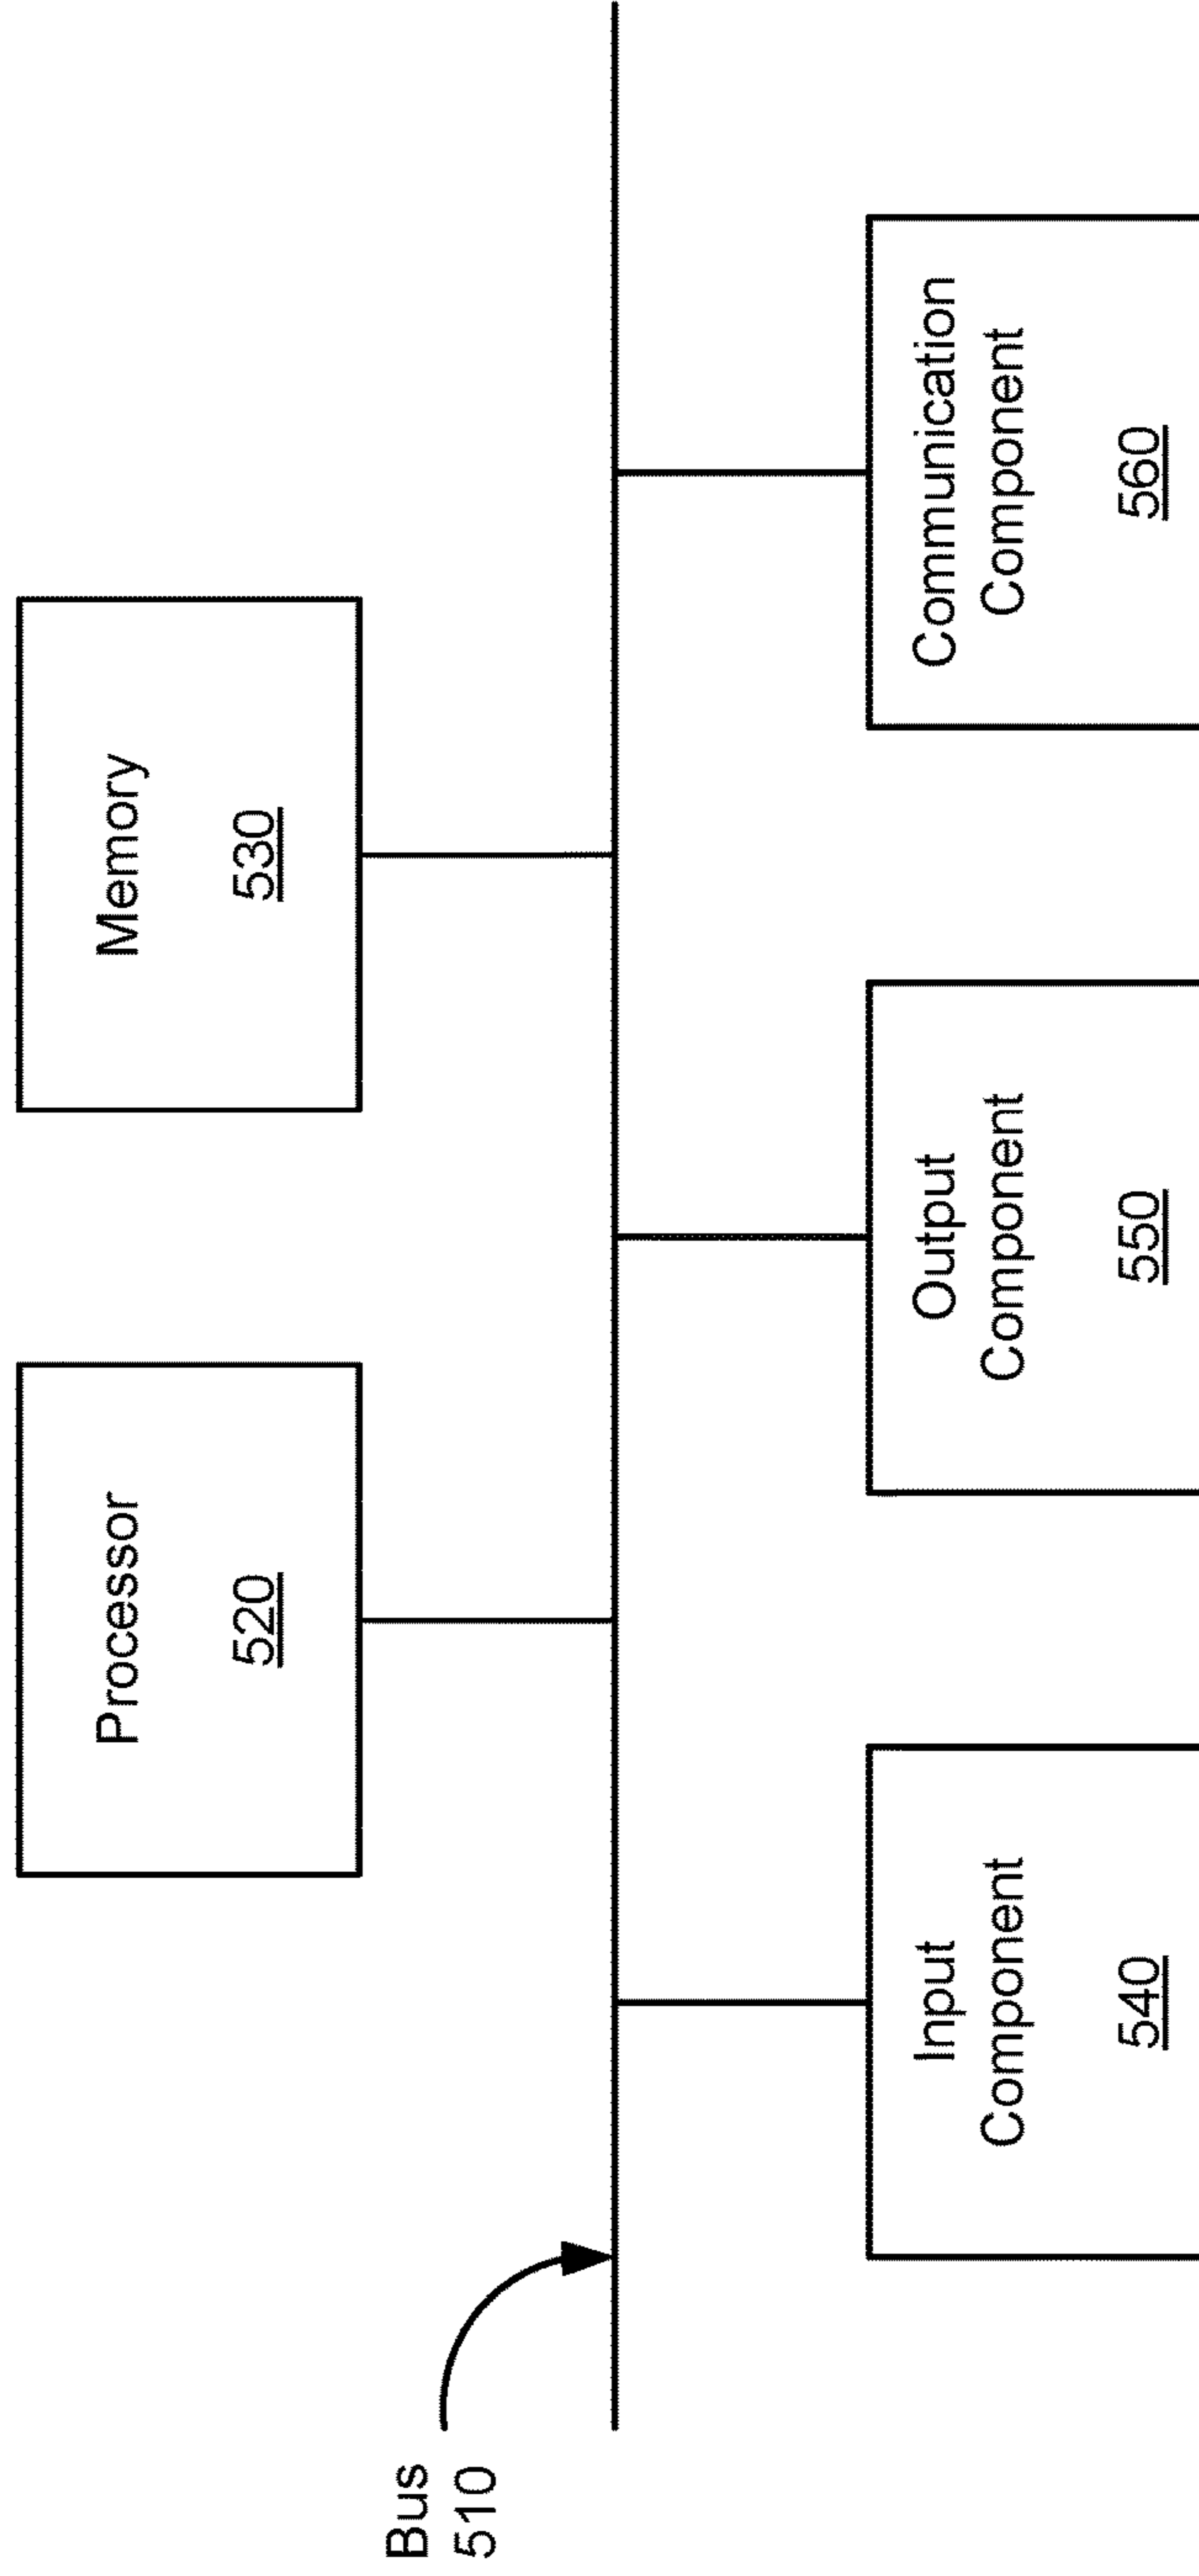 Processor
520
Memory
530
Bus
510
Input
Component
540
Output
Component
550
Communication
Component
560